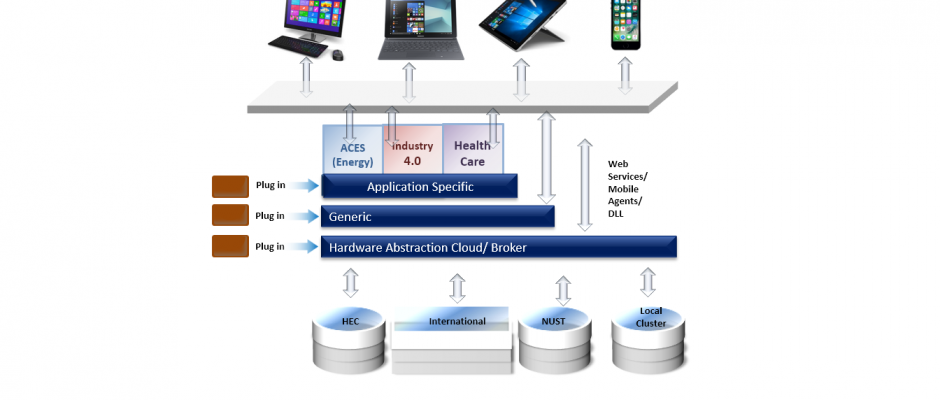 ACES
(Energy)
Industry
4.0
Health
Care
Web
Services/
Mobile
Agents/
DLL
Plug in
Application Specific
Plug in
Generic
Plug in
Hardware Abstraction Cloud/ Broker
HEC
International
NUST
Local
Cluster